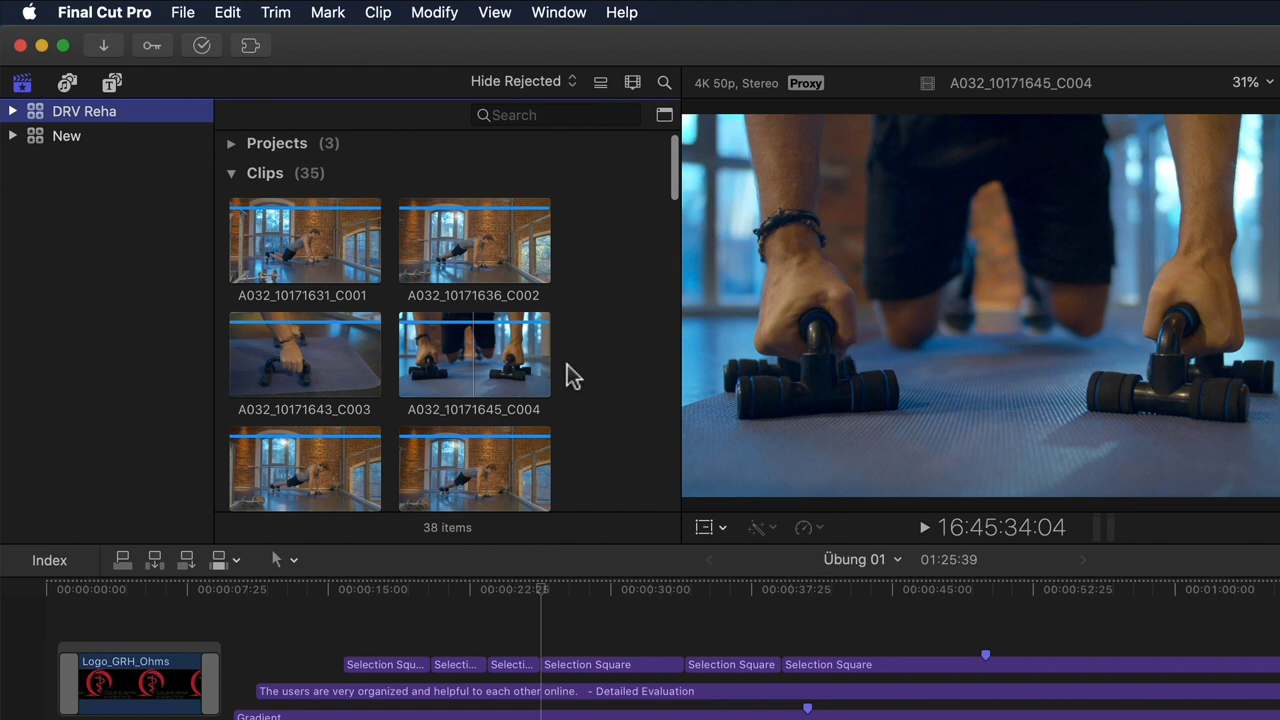 Final Cut Pro File Edit Trim Mark Clip Modify View Window Help
Hide Rejected
4K 50p, Stereo Proxy A032_10171645_C004 31%
DRV Reha
Search
New
Projects (3)
Clips (35)
A032_10171631_C001 A032_10171636_C002
A032_10171643_C003 A032_10171645_C004
38 items
16:45:34:04
Index Übung 01 01:25:39
00:00:00:00 00:00:07:25 00:00:15:00 00:00:22:25 00:00:30:00 00:00:37:25 00:00:45:00 00:00:52:25 00:01:00:00
Logo_GRH_Ohms
Selection Squ... Selecti... Selecti... Selection Square Selection Square Selection Square
The users are very organized and helpful to each other online. - Detailed Evaluation
Gradient